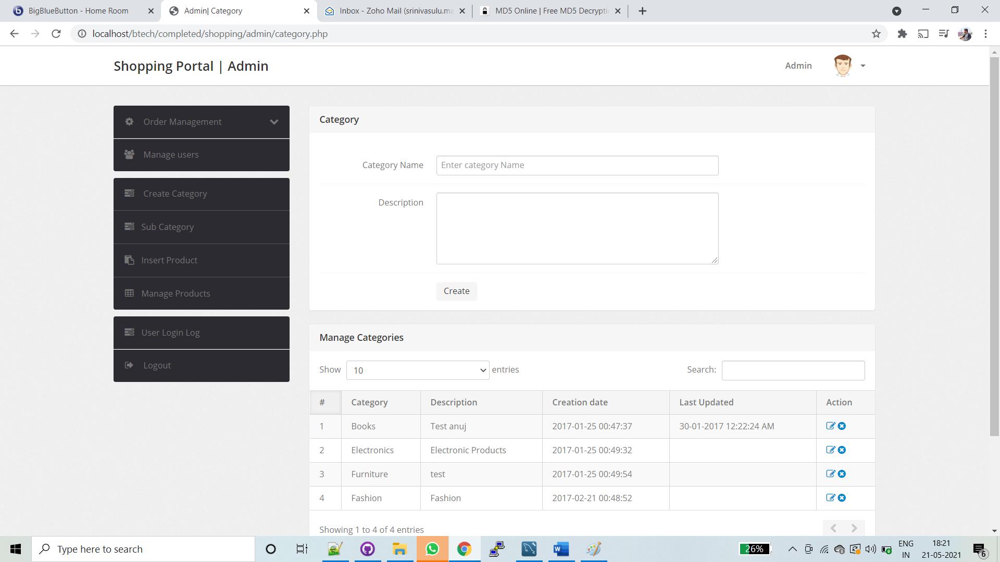 BigBlueButton - Home Room
Admin| Category
Inbox - Zoho Mail (srinivasulu.ma
MD5 Online | Free MD5 Decryptio
localhost/btech/completed/shopping/admin/category.php
Shopping Portal | Admin
Admin
Order Management
Manage users
Create Category
Sub Category
Insert Product
Manage Products
User Login Log
Logout
Category
Category Name
Enter category Name
Description
Create
Manage Categories
Show 10 entries
Search:
# Category Description Creation date Last Updated Action
1 Books Test anuj 2017-01-25 00:47:37 30-01-2017 12:22:24 AM
2 Electronics Electronic Products 2017-01-25 00:49:32
3 Furniture test 2017-01-25 00:49:54
4 Fashion Fashion 2017-02-21 00:48:52
Showing 1 to 4 of 4 entries
Type here to search
26%
ENG
IN
18:21
21-05-2021
6